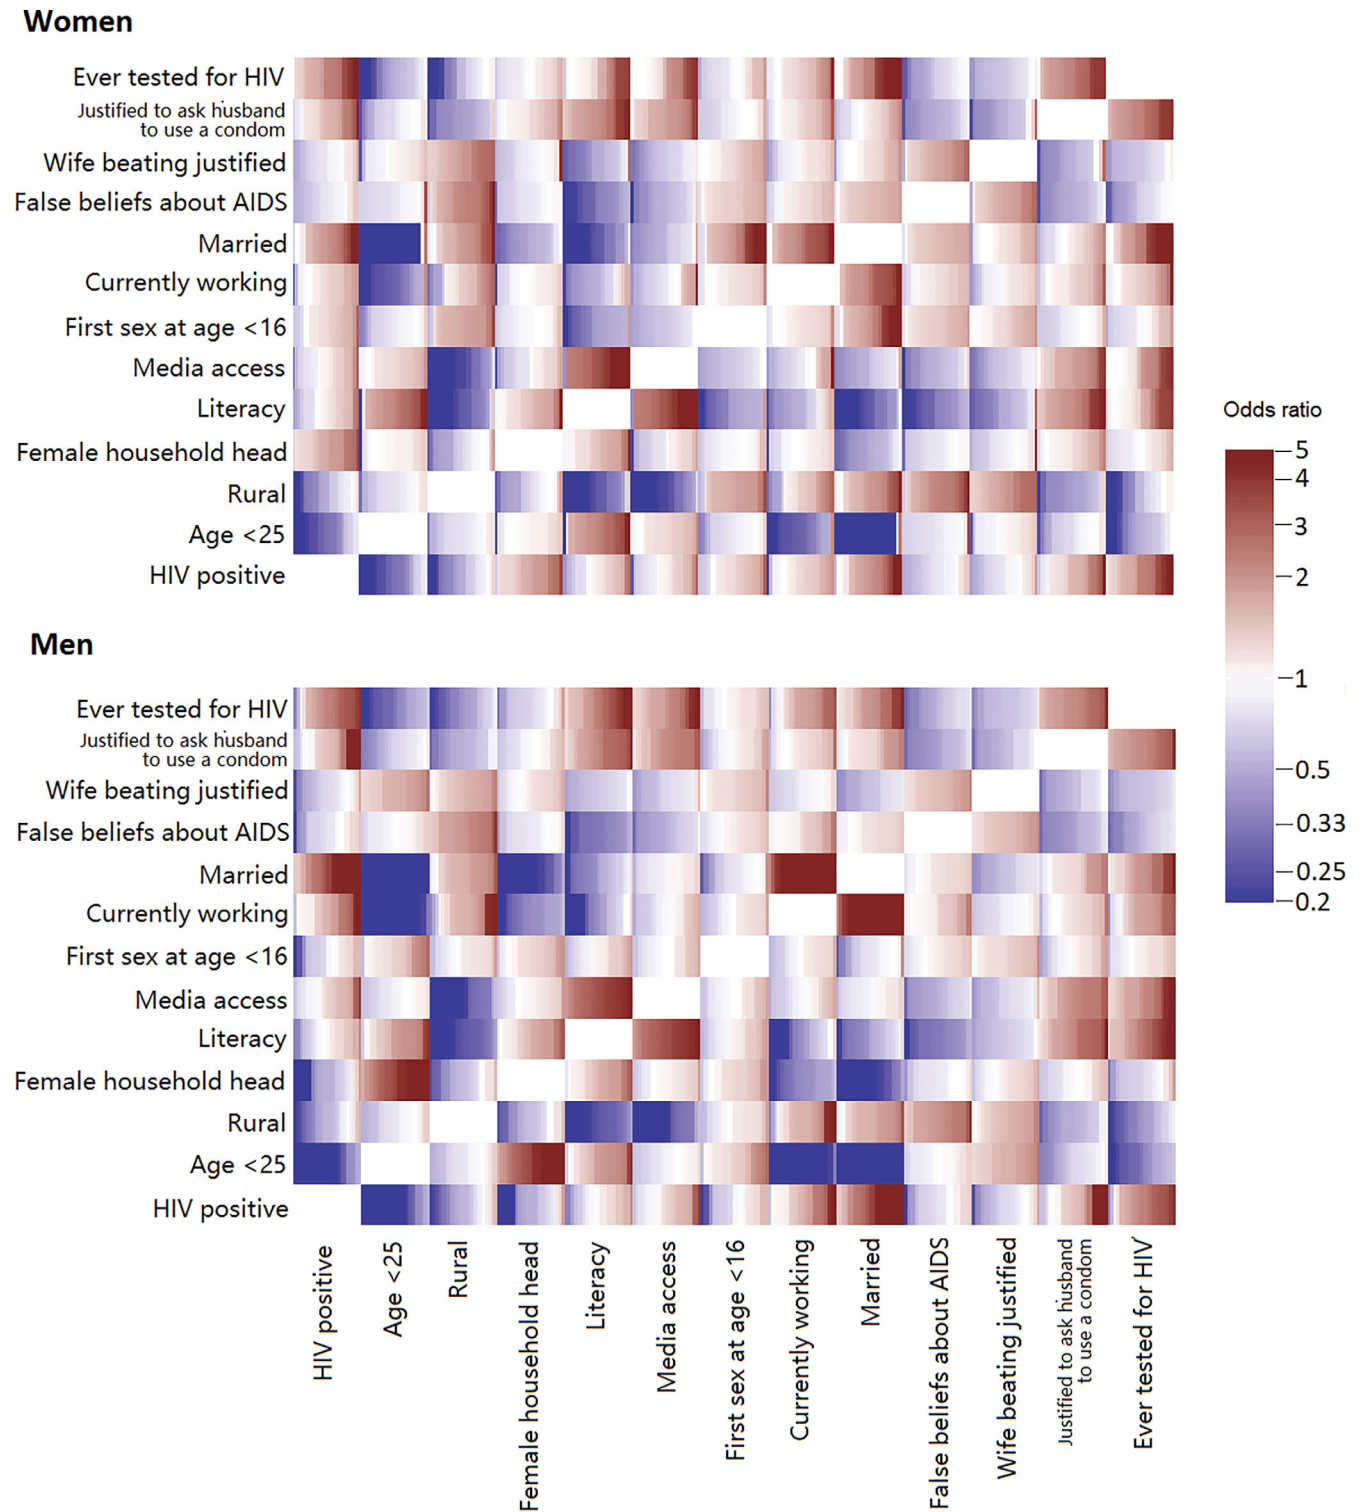 Women
Ever tested for HIV
Justified to ask husband
to use a condom
Wife beating justified
False beliefs about AIDS
Married
Currently working
First sex at age <16
Media access
Literacy
Female household head
Rural
Age <25
HIV positive
Odds ratio
5
4
3
2
1
0.5
0.33
0.25
0.2
Men
Ever tested for HIV
Justified to ask husband
to use a condom
Wife beating justified
False beliefs about AIDS
Married
Currently working
First sex at age <16
Media access
Literacy
Female household head
Rural
Age <25
HIV positive
HIV positive
Age <25
Rural
Female household head
Literacy
Media access
First sex at age <16
Currently working
Married
False beliefs about AIDS
Wife beating justified
Justified to ask husband
to use a condom
Ever tested for HIV